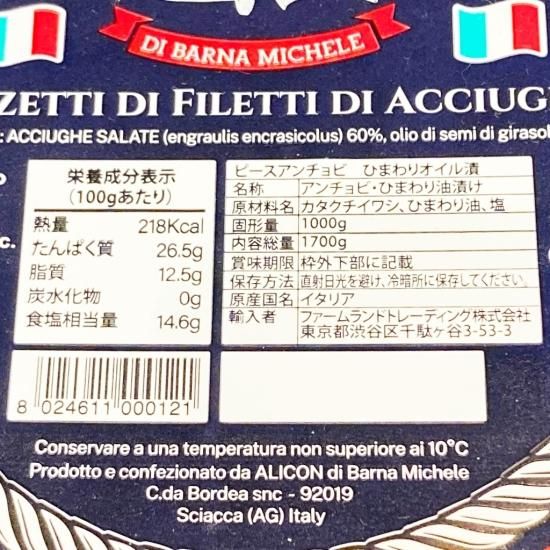 DI BARNA MICHELE
ZETTI DI FILETTI DI ACCIUG
: ACCIUGHE SALATE (engraulis encrasicolus) 60%, olio di semi di giraso
栄養成分表示
(100gあたり)
熱量 218Kcal
たんぱく質 26.5g
脂質 12.5g
炭水化物 0g
食塩相当量 14.6g
c.
ピースアンチョビ ひまわりオイル漬
名称 アンチョビ・ひまわり油漬け
原材料名 カタクチイワシ、ひまわり油、塩
固形量 1000g
内容総量 1700g
賞味期限 枠外下部に記載
保存方法 直射日光を避け、冷暗所に保存してください。
原産国名 イタリア
輸入者 ファームランドトレーディング株式会社
東京都渋谷区千駄ヶ谷3-53-3
8 024611 000121
Conservare a una temperatura non superiore ai 10°C
Prodotto e confezionato da ALICON di Barna Michele
C.da Bordea snc - 92019
Sciacca (AG) Italy